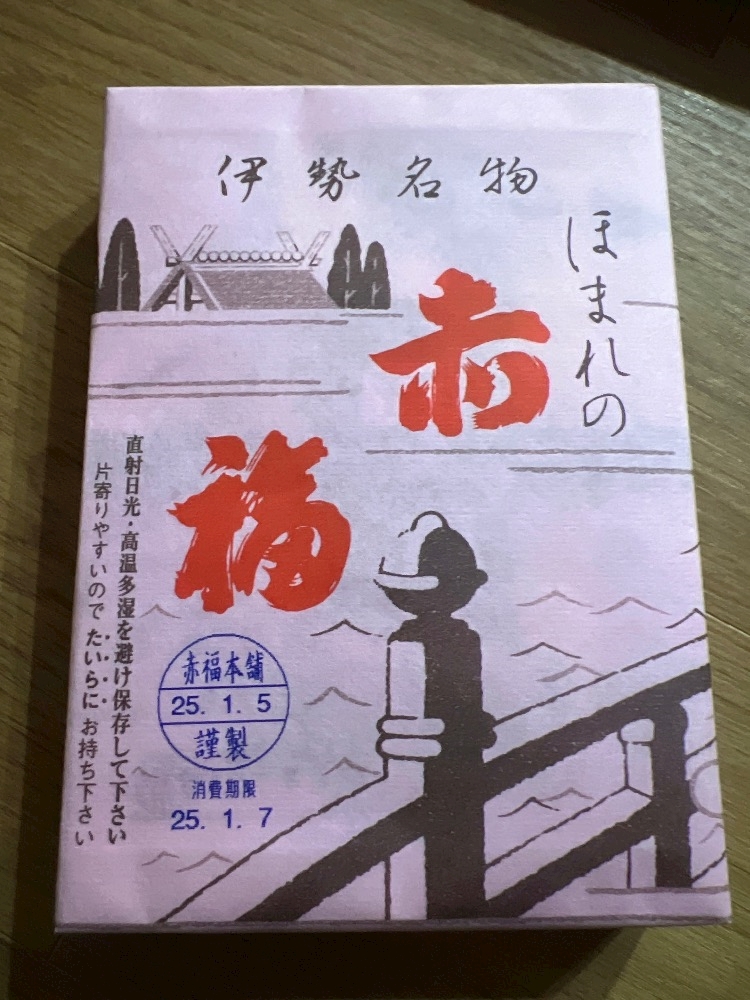 伊勢名物
ほまれの
赤
福
直射日光・高温多湿を避け保存して下さい
片寄りやすいので たいらに お持ち下さい
赤福本舗
25. 1. 5
謹製
消費期限
25. 1. 7